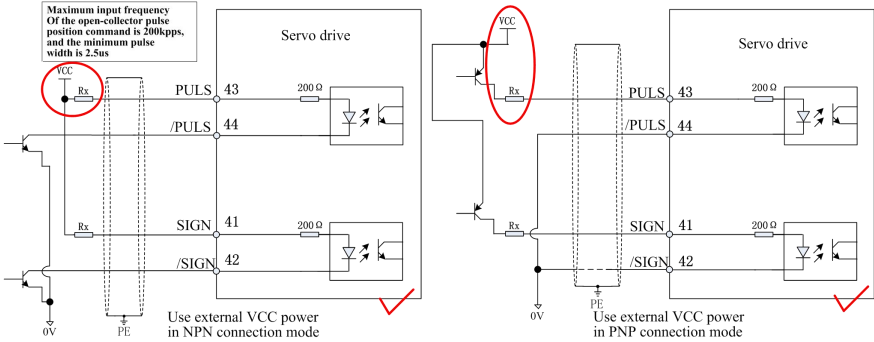 Maximum input frequency
Of the open-collector pulse
position command is 200kpps,
and the minimum pulse
width is 2.5us
VCC
Rx
PULS
43
200 Ω
Servo drive
/PULS
44
Rx
SIGN
41
200 Ω
/SIGN
42
0V
PE
Use external VCC power
in NPN connection mode
VCC
Servo drive
Rx
PULS
43
200 Ω
/PULS
44
Rx
SIGN
41
200 Ω
/SIGN
42
0V
PE
Use external VCC power
in PNP connection mode